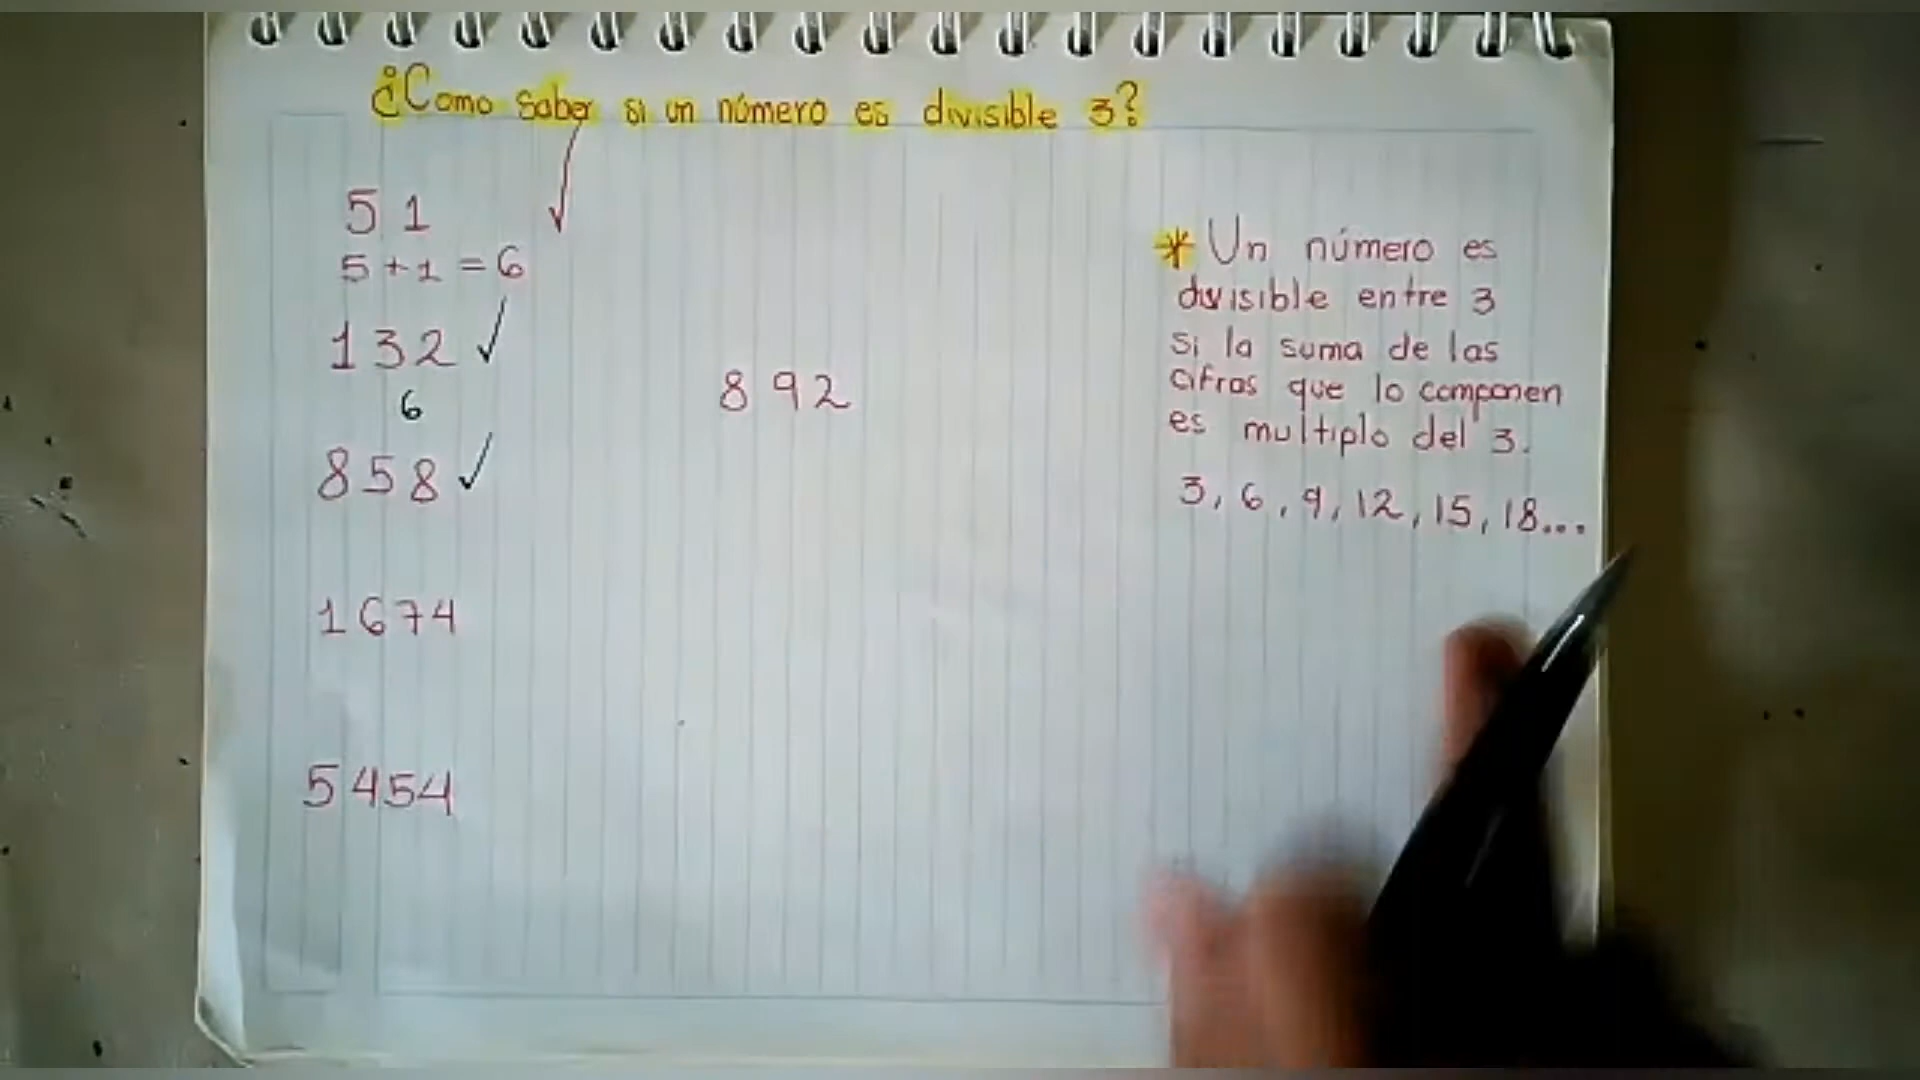 ¿Como saber si un número es divisible 3?
51
5+1=6
132 ✓
6
858 ✓
1674
5454
892
* Un número es
divisible entre 3
si la suma de las
cifras que lo componen
es multiplo del 3.
3, 6, 9, 12, 15, 18...